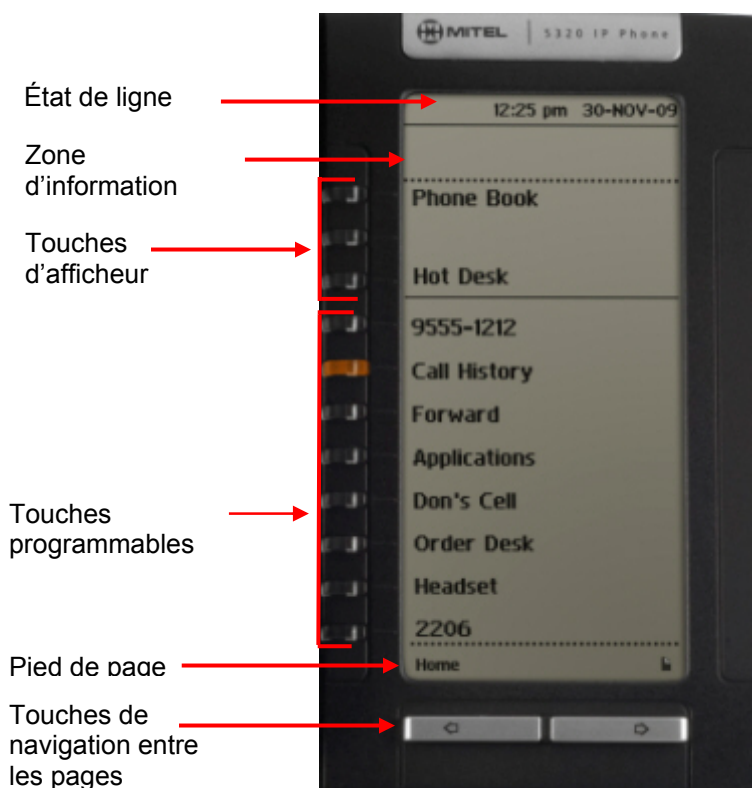 MITEL | 5320 IP Phone
État de ligne
12:25 pm 30-NOV-09
Zone
d'information
Phone Book
Touches
d'afficheur
Hot Desk
9555-1212
Call History
Forward
Applications
Don's Cell
Touches
programmables
Order Desk
Headset
2206
Pied de page
Home
Touches de
navigation entre
les pages